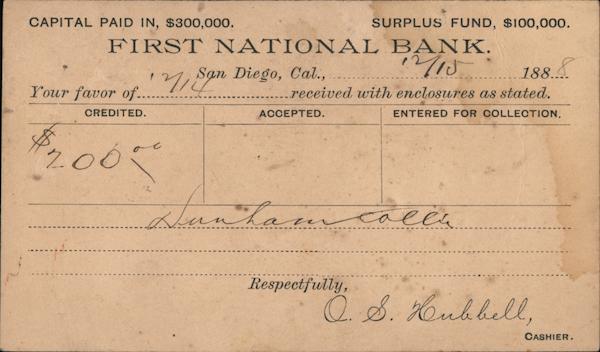 CAPITAL PAID IN, $300,000. SURPLUS FUND, $100,000.
FIRST NATIONAL BANK.
San Diego, Cal., 12/15 1888
Your favor of 12/14 received with enclosures as stated.
CREDITED. ACCEPTED. ENTERED FOR COLLECTION.
$200.00
Dunham
Respectfully,
O. S. Hubbell,
CASHIER.